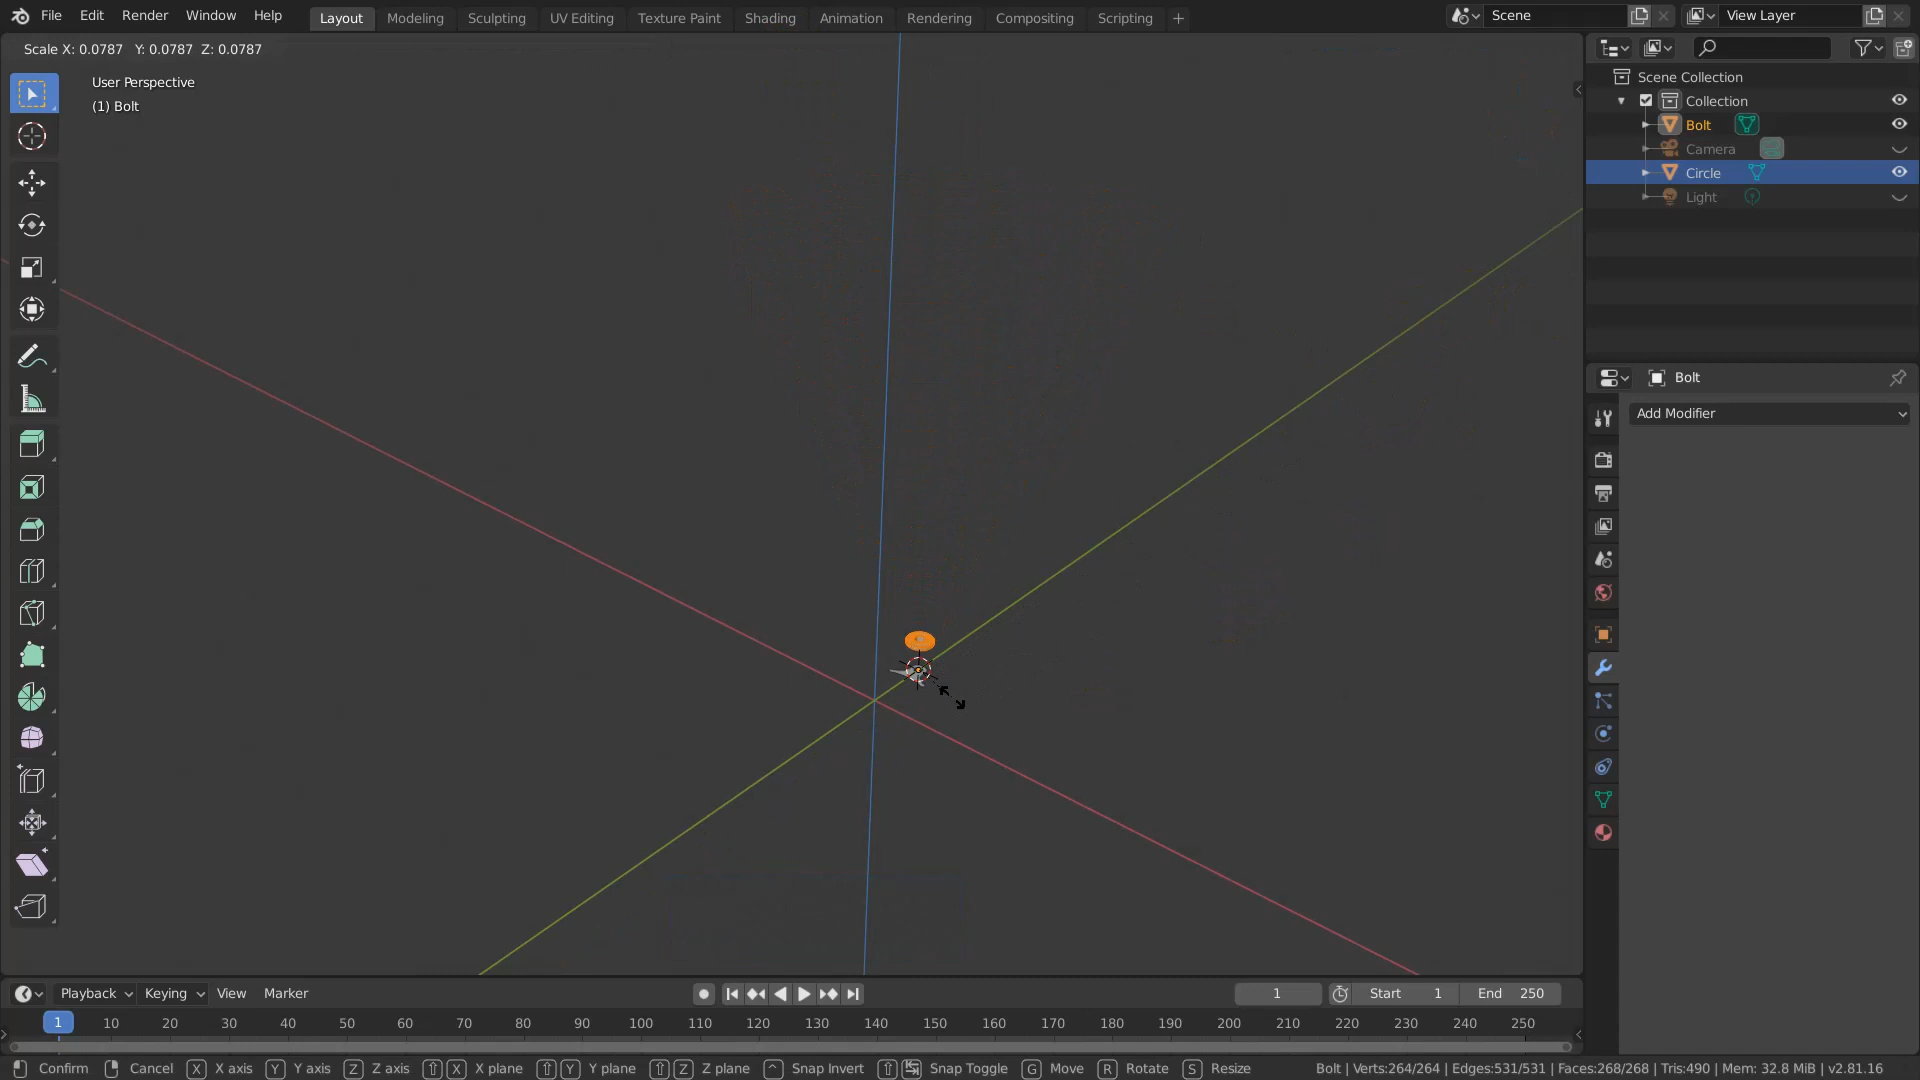 File Edit Render Window Help Layout Modeling Sculpting UV Editing Texture Paint Shading Animation Rendering Compositing Scripting + Scene View Layer
Scale X: 0.0787 Y: 0.0787 Z: 0.0787
User Perspective
(1) Bolt
Scene Collection
Collection
Bolt
Camera
Circle
Light
Bolt
Add Modifier
Playback Keying View Marker 1 Start 1 End 250
1 10 20 30 40 50 60 70 80 90 100 110 120 130 140 150 160 170 180 190 200 210 220 230 240 250
Confirm Cancel X X axis Y Y axis Z Z axis X X plane Y Y plane Z Z plane Snap Invert Snap Toggle G Move R Rotate S Resize Bolt | Verts:264/264 | Edges:531/531 | Faces:268/268 | Tris:490 | Mem: 32.8 MiB | v2.81.16